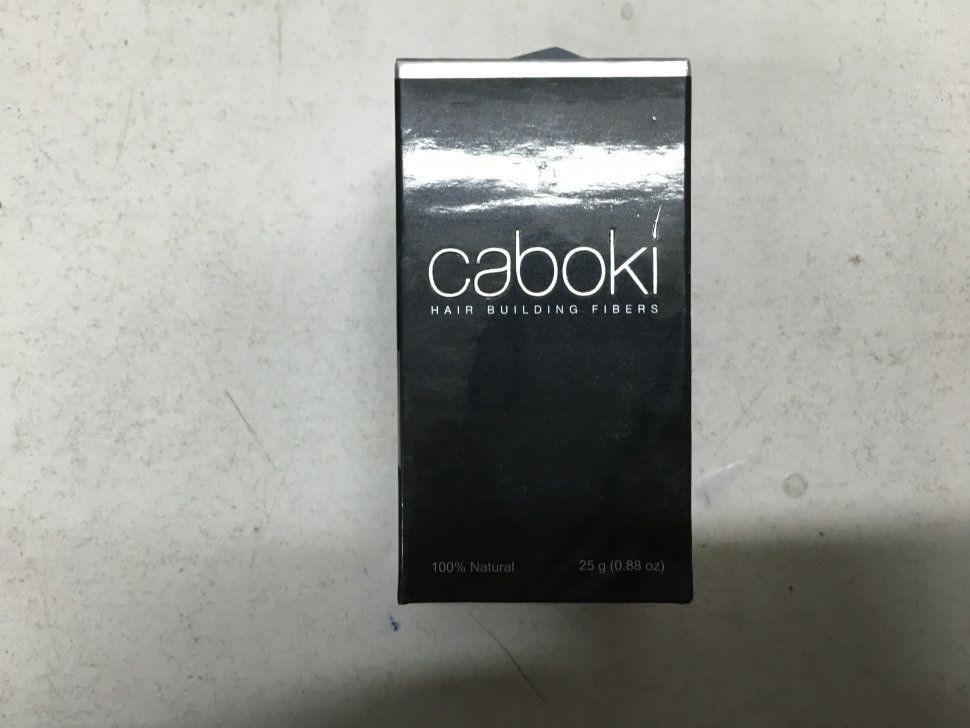 caboki
HAIR BUILDING FIBERS
100% Natural
25 g (0.88 oz)